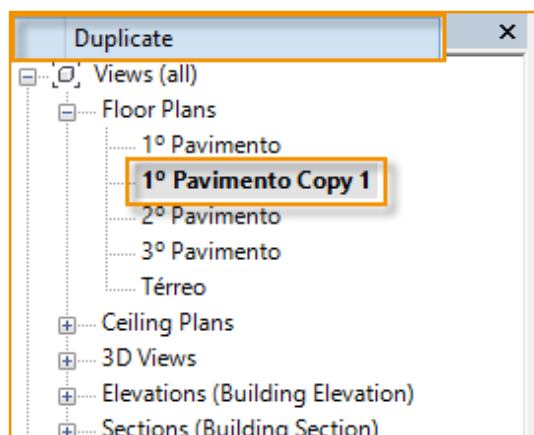 Duplicate
Views (all)
Floor Plans
1º Pavimento
1º Pavimento Copy 1
2º Pavimento
3º Pavimento
Térreo
Ceiling Plans
3D Views
Elevations (Building Elevation)
Sections (Building Section)